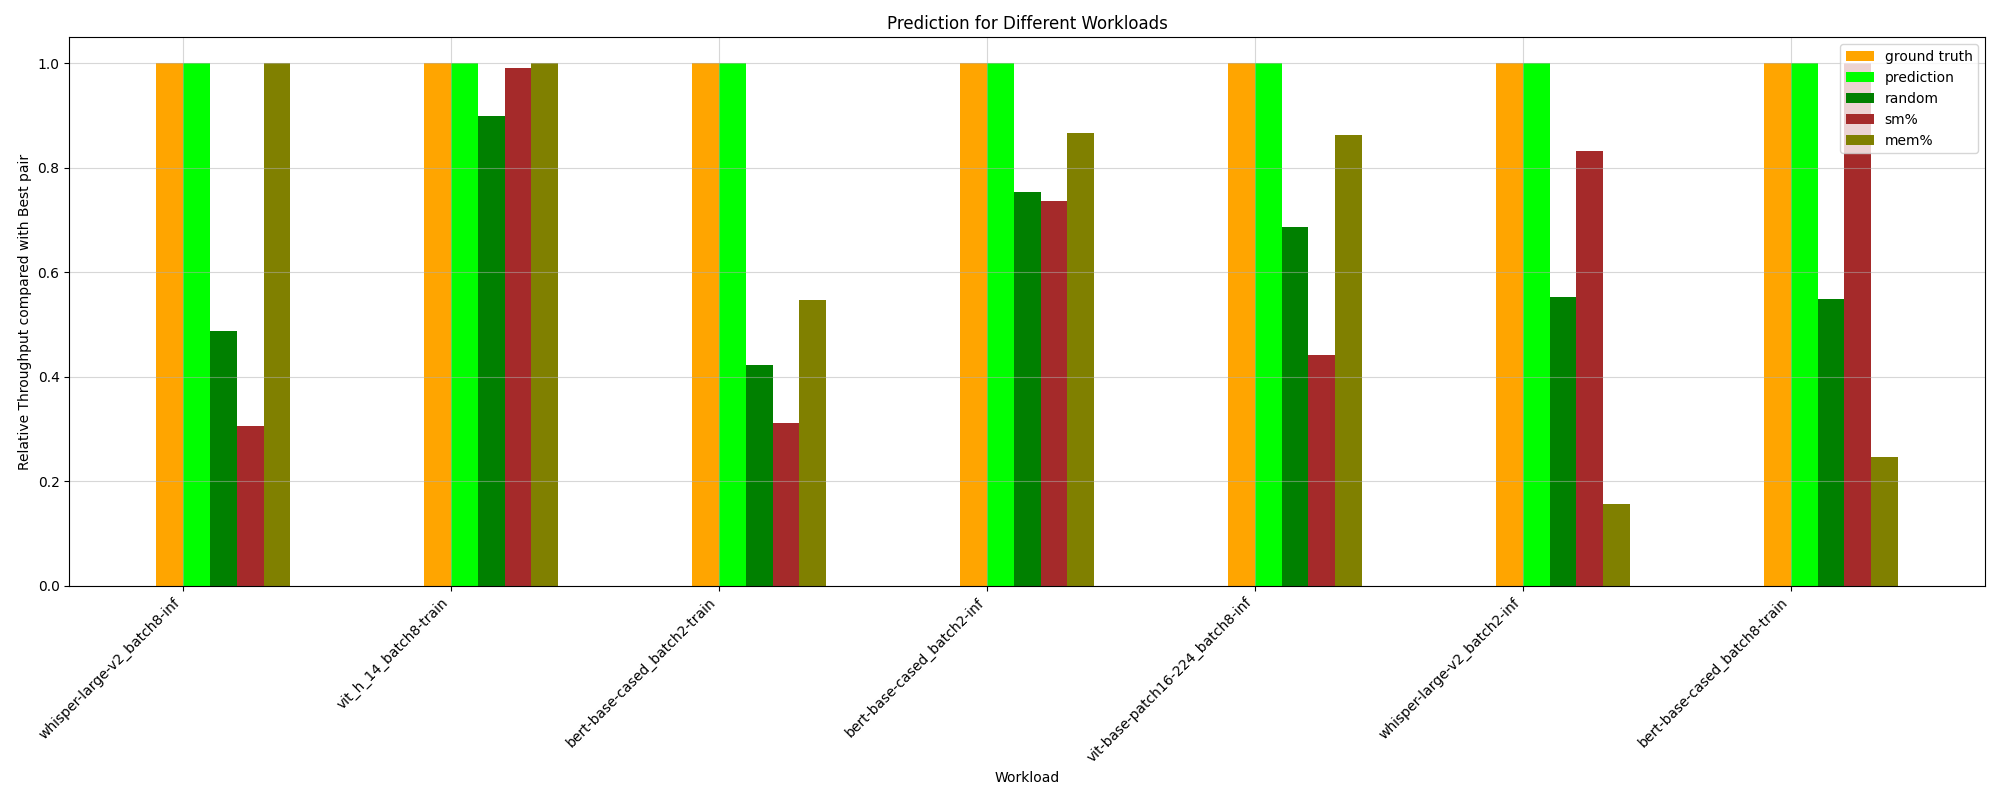 Prediction for Different Workloads
Relative Throughput compared with Best pair
1.0
0.8
0.6
0.4
0.2
0.0
ground truth
prediction
random
sm%
mem%
whisper-large-v2_batch8-inf
vit_h_14_batch8-train
bert-base-cased_batch2-train
bert-base-cased_batch2-inf
vit-base-patch16-224_batch8-inf
whisper-large-v2_batch2-inf
bert-base-cased_batch8-train
Workload